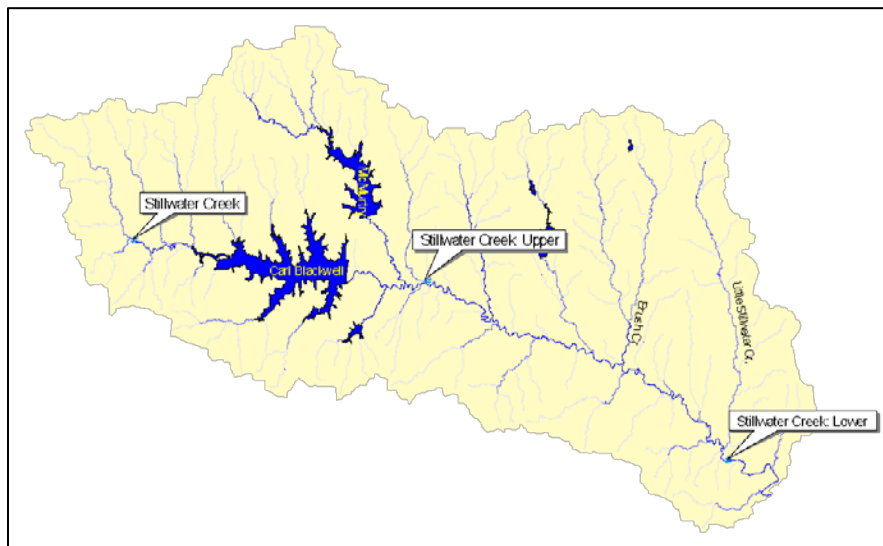 Stillwater Creek
Stillwater Creek: Upper
Carl Blackwell
Brush Cr.
Little Stillwater Cr.
Stillwater Creek: Lower